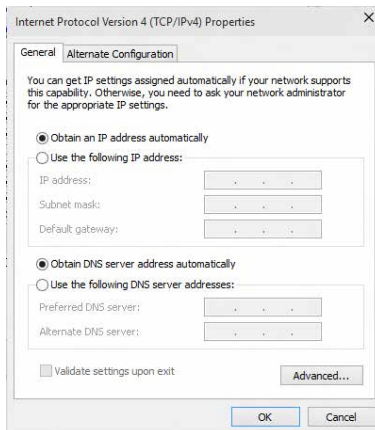 Internet Protocol Version 4 (TCP/IPv4) Properties
General
Alternate Configuration
You can get IP settings assigned automatically if your network supports
this capability. Otherwise, you need to ask your network administrator
for the appropriate IP settings.
Obtain an IP address automatically
Use the following IP address:
IP address:
Subnet mask:
Default gateway:
Obtain DNS server address automatically
Use the following DNS server addresses:
Preferred DNS server:
Alternate DNS server:
Validate settings upon exit
Advanced...
OK
Cancel